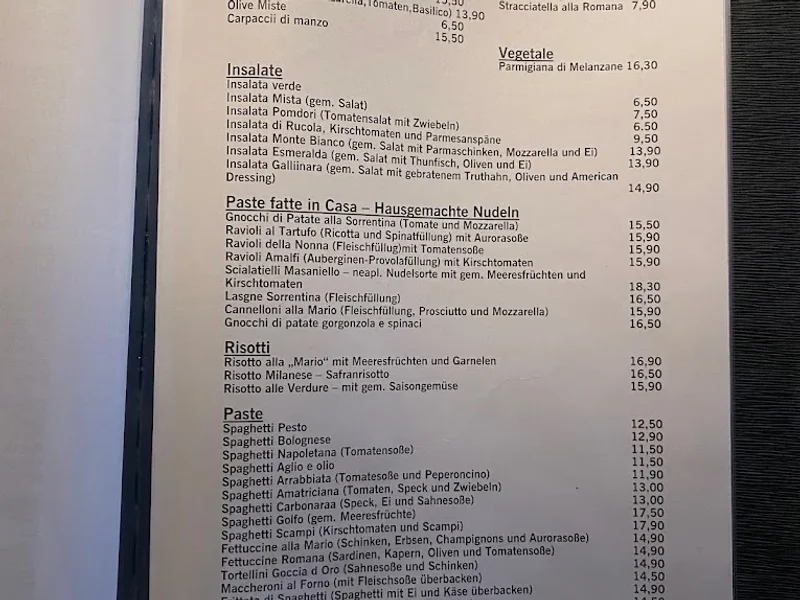 Tomaten, Basilico) 13,90
Olive Miste 6,50
Carpaccii di manzo 15,50
Stracciatella alla Romana 7,90
Vegetale
Parmigiana di Melanzane 16,30
Insalate
Insalata verde 6,50
Insalata Mista (gem. Salat) 7,50
Insalata Pomdori (Tomatensalat mit Zwiebeln) 6.50
Insalata di Rucola, Kirschtomaten und Parmesanspäne 9,50
Insalata Monte Bianco (gem. Salat mit Parmaschinken, Mozzarella und Ei) 13,90
Insalata Esmeralda (gem. Salat mit Thunfisch, Oliven und Ei) 13,90
Insalata Galliinara (gem. Salat mit gebratenem Truthahn, Oliven und American
Dressing) 14,90
Paste fatte in Casa – Hausgemachte Nudeln
Gnocchi di Patate alla Sorrentina (Tomate und Mozzarella) 15,50
Ravioli al Tartufo (Ricotta und Spinatfüllung) mit Aurorasoße 15,90
Ravioli della Nonna (Fleischfüllug)mit Tomatensoße 15,90
Ravioli Amalfi (Auberginen-Provolafüllung) mit Kirschtomaten 15,90
Scialatielli Masaniello – neapl. Nudelsorte mit gem. Meeresfrüchten und
Kirschtomaten 18,30
Lasgne Sorrentina (Fleischfüllung) 16,50
Cannelloni alla Mario (Fleischfüllung, Prosciutto und Mozzarella) 15,90
Gnocchi di patate gorgonzola e spinaci 16,50
Risotti
Risotto alla „Mario“ mit Meeresfrüchten und Garnelen 16,90
Risotto Milanese – Safranrisotto 16,50
Risotto alle Verdure – mit gem. Saisongemüse 15,90
Paste
Spaghetti Pesto 12,50
Spaghetti Bolognese 12,90
Spaghetti Napoletana (Tomatensoße) 11,50
Spaghetti Aglio e olio 11,50
Spaghetti Arrabbiata (Tomatesoße und Peperoncino) 11,90
Spaghetti Amatriciana (Tomaten, Speck und Zwiebeln) 13,00
Spaghetti Carbonaraa (Speck, Ei und Sahnesoße) 13,00
Spaghetti Golfo (gem. Meeresfrüchte) 17,50
Spaghetti Scampi (Kirschtomaten und Scampi) 17,90
Fettuccine alla Mario (Schinken, Erbsen, Champignons und Aurorasoße) 14,90
Fettuccine Romana (Sardinen, Kapern, Oliven und Tomatensoße) 14,90
Tortellini Goccia d Oro (Sahnesoße und Schinken) 14,50
Maccheroni al Forno (mit Fleischsoße überbacken) 14,90
di Spaghetti (Spaghetti mit Ei und Käse überbacken)